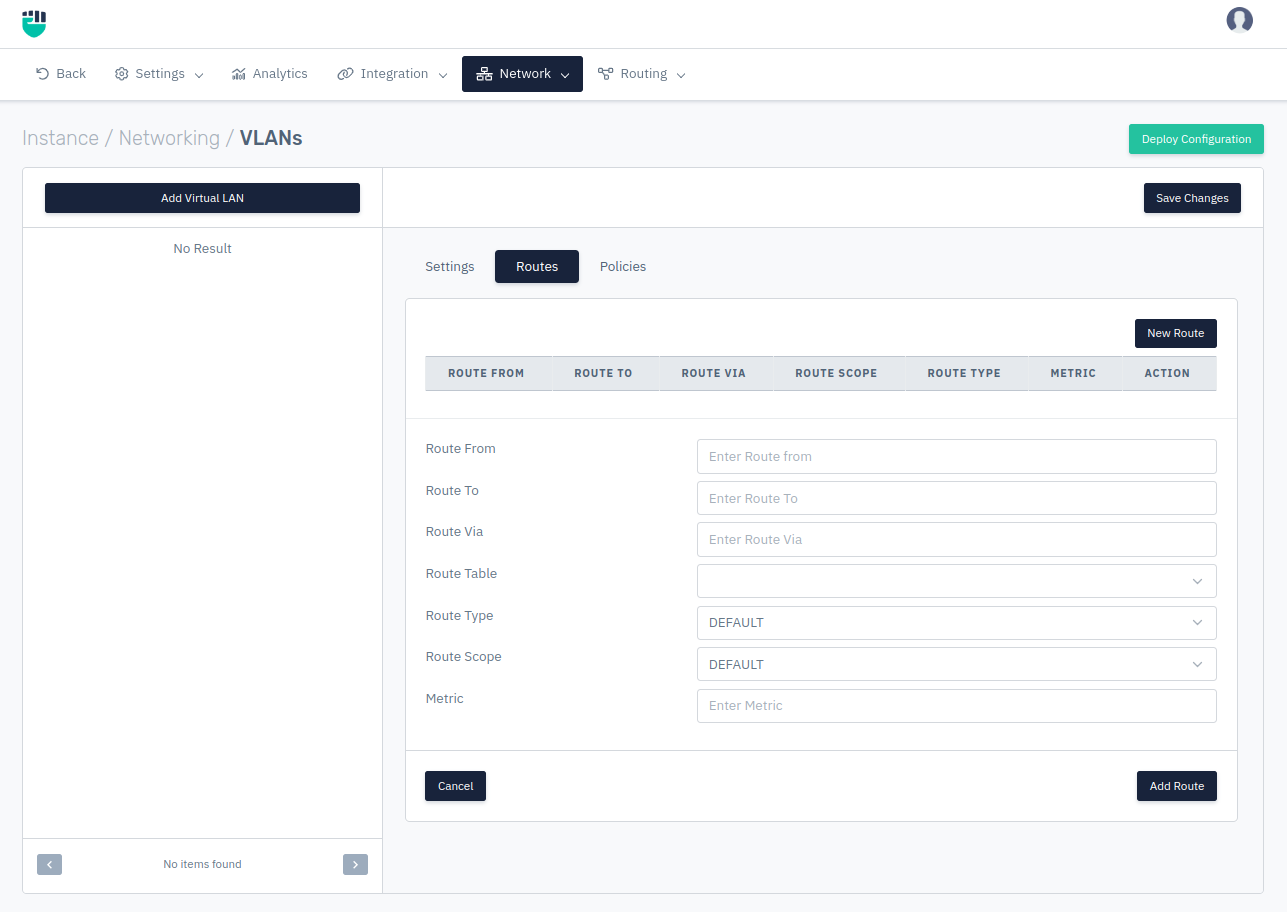 Back Settings Analytics Integration Network Routing
Instance / Networking / VLANs
Deploy Configuration
Add Virtual LAN
Save Changes
No Result
Settings Routes Policies
New Route
ROUTE FROM ROUTE TO ROUTE VIA ROUTE SCOPE ROUTE TYPE METRIC ACTION
Route From Enter Route from
Route To Enter Route To
Route Via Enter Route Via
Route Table
Route Type DEFAULT
Route Scope DEFAULT
Metric Enter Metric
Cancel Add Route
No items found